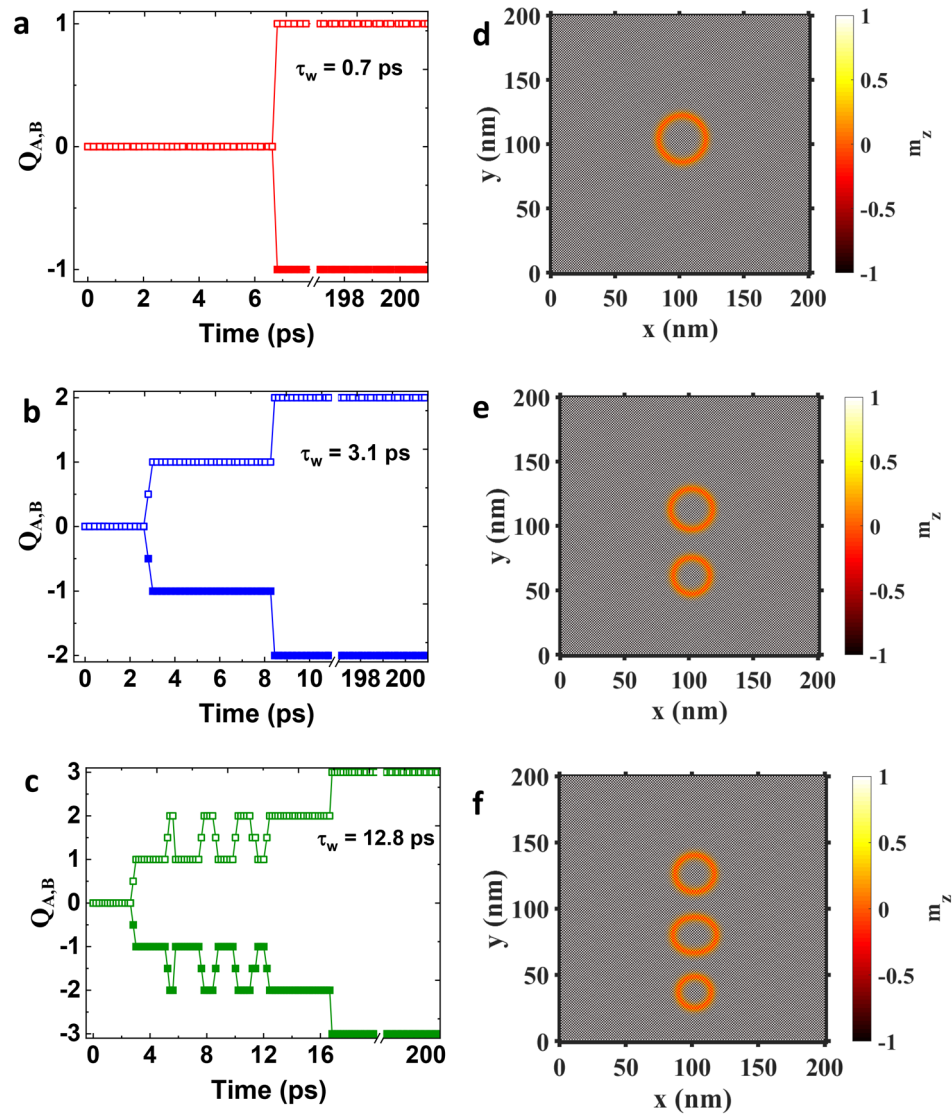 a
1
0
-1
Q_A,B
τ_w = 0.7 ps
0 2 4 6 198 200
Time (ps)
d
200
150
100
50
0
y (nm)
0 50 100 150 200
x (nm)
1
0.5
0
-0.5
-1
m_z
b
2
1
0
-1
-2
Q_A,B
τ_w = 3.1 ps
0 2 4 6 8 10 198 200
Time (ps)
e
200
150
100
50
0
y (nm)
0 50 100 150 200
x (nm)
1
0.5
0
-0.5
-1
m_z
c
3
2
1
0
-1
-2
-3
Q_A,B
τ_w = 12.8 ps
0 4 8 12 16 200
Time (ps)
f
200
150
100
50
0
y (nm)
0 50 100 150 200
x (nm)
1
0.5
0
-0.5
-1
m_z